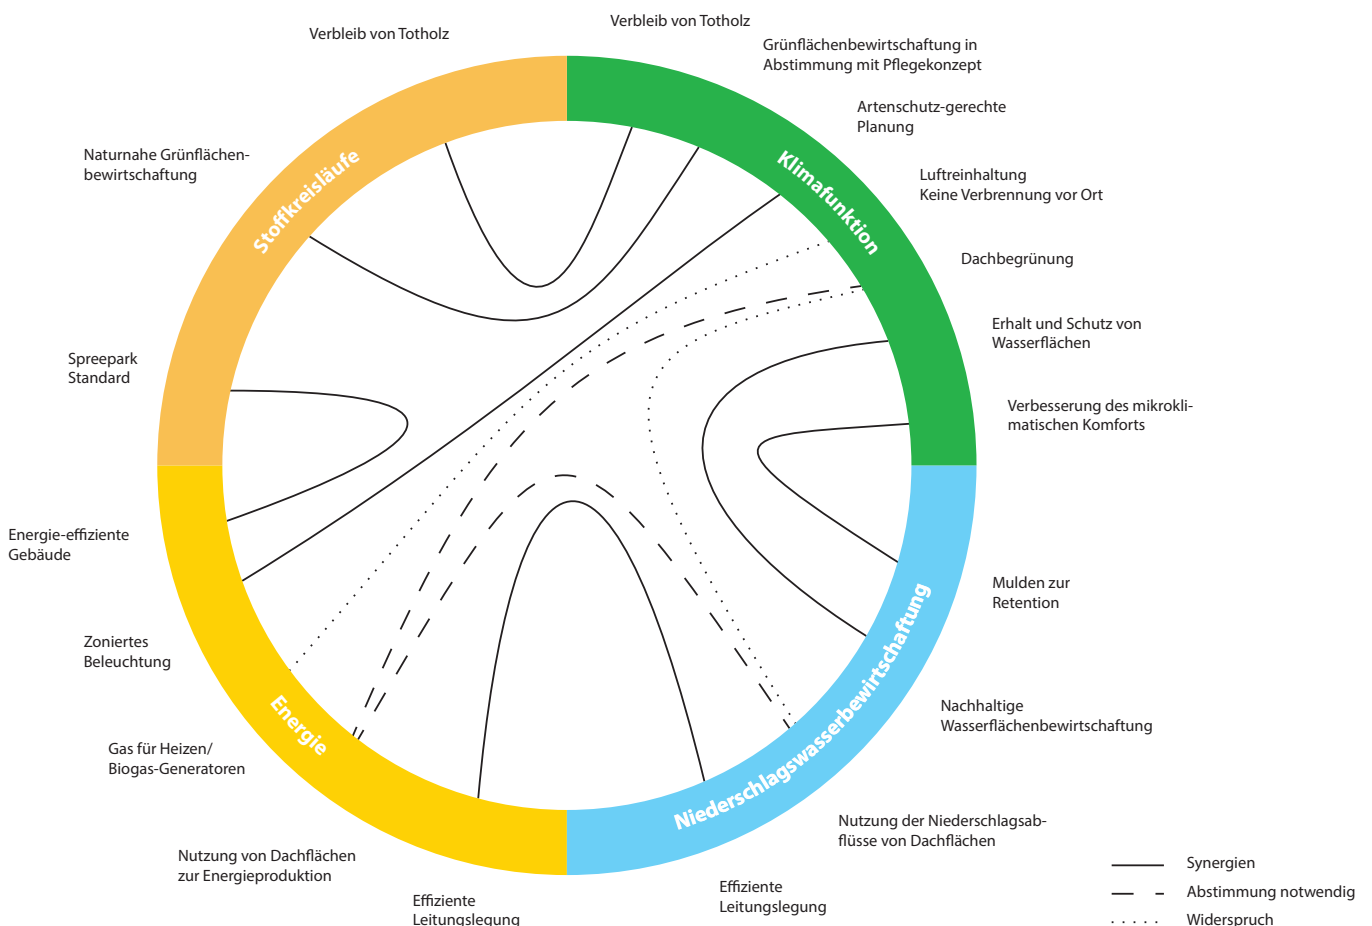 Verbleib von Totholz
Verbleib von Totholz
Grünflächenbewirtschaftung in
Abstimmung mit Pflegekonzept
Artenschutz-gerechte
Planung
Naturnahe Grünflächen-
bewirtschaftung
Stoffkreisläufe
Klimafunktion
Luftreinhaltung
Keine Verbrennung vor Ort
Dachbegrünung
Erhalt und Schutz von
Wasserflächen
Spreepark
Standard
Verbesserung des mikrokli-
matischen Komforts
Energie-effiziente
Gebäude
Mulden zur
Retention
Zoniertes
Beleuchtung
Energie
Niederschlagswasserbewirtschaftung
Nachhaltige
Wasserflächenbewirtschaftung
Gas für Heizen/
Biogas-Generatoren
Nutzung der Niederschlagsab-
flüsse von Dachflächen
Nutzung von Dachflächen
zur Energieproduktion
Effiziente
Leitungslegung
Effiziente
Leitungslegung
Synergien
Abstimmung notwendig
Widerspruch